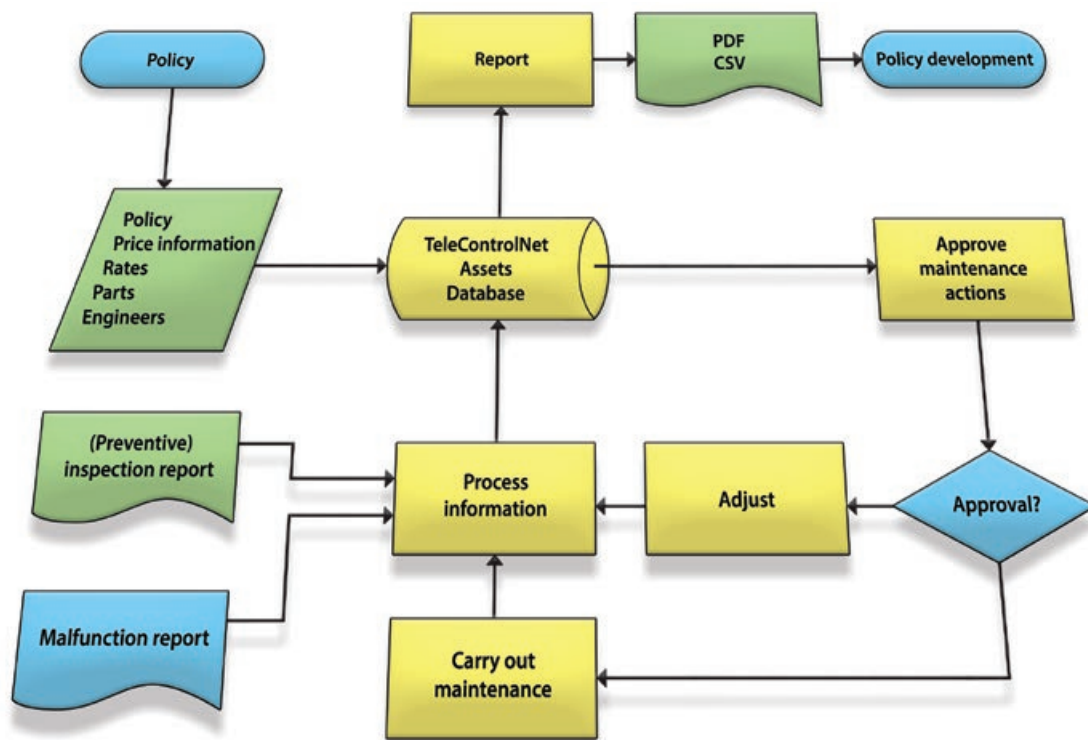 Policy
Report
PDF
CSV
Policy development
Policy
Price information
Rates
Parts
Engineers
TeleControlNet
Assets
Database
Approve
maintenance
actions
(Preventive)
inspection report
Process
information
Adjust
Approval?
Malfunction report
Carry out
maintenance